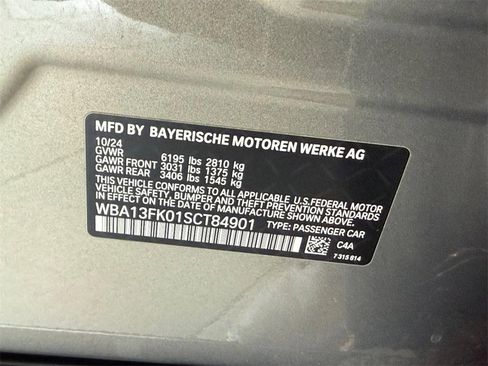 MFD BY BAYERISCHE MOTOREN WERKE AG
10/24
GVWR 6195 lbs 2810 kg
GAWR FRONT 3031 lbs 1375 kg
GAWR REAR 3406 lbs 1545 kg
THIS VEHICLE CONFORMS TO ALL APPLICABLE U.S.FEDERAL MOTOR
VEHICLE SAFETY, BUMPER AND THEFT PREVENTION STANDARDS
IN EFFECT ON THE DATE OF MANUFACTURE SHOWN ABOVE.
WBA13FK01SCT84901 TYPE: PASSENGER CAR
C4A
7 315 814